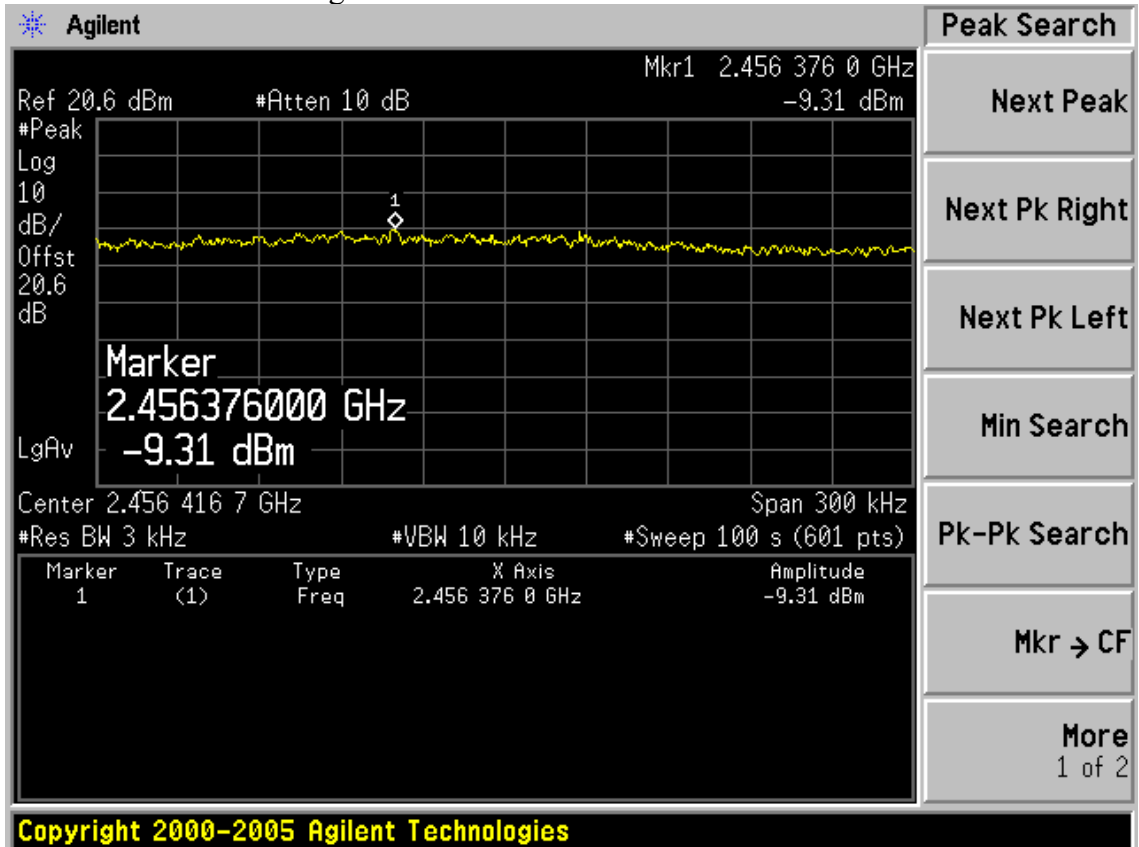 Agilent
Peak Search
Mkr1 2.456 376 0 GHz
Ref 20.6 dBm #Atten 10 dB -9.31 dBm
#Peak
Log
10
dB/
Offst
20.6
dB
LgAv
1
Marker
2.456376000 GHz
-9.31 dBm
Center 2.456 416 7 GHz Span 300 kHz
#Res BW 3 kHz #VBW 10 kHz #Sweep 100 s (601 pts)
Marker Trace Type X Axis Amplitude
1 (1) Freq 2.456 376 0 GHz -9.31 dBm
Next Peak
Next Pk Right
Next Pk Left
Min Search
Pk-Pk Search
Mkr → CF
More
1 of 2
Copyright 2000-2005 Agilent Technologies